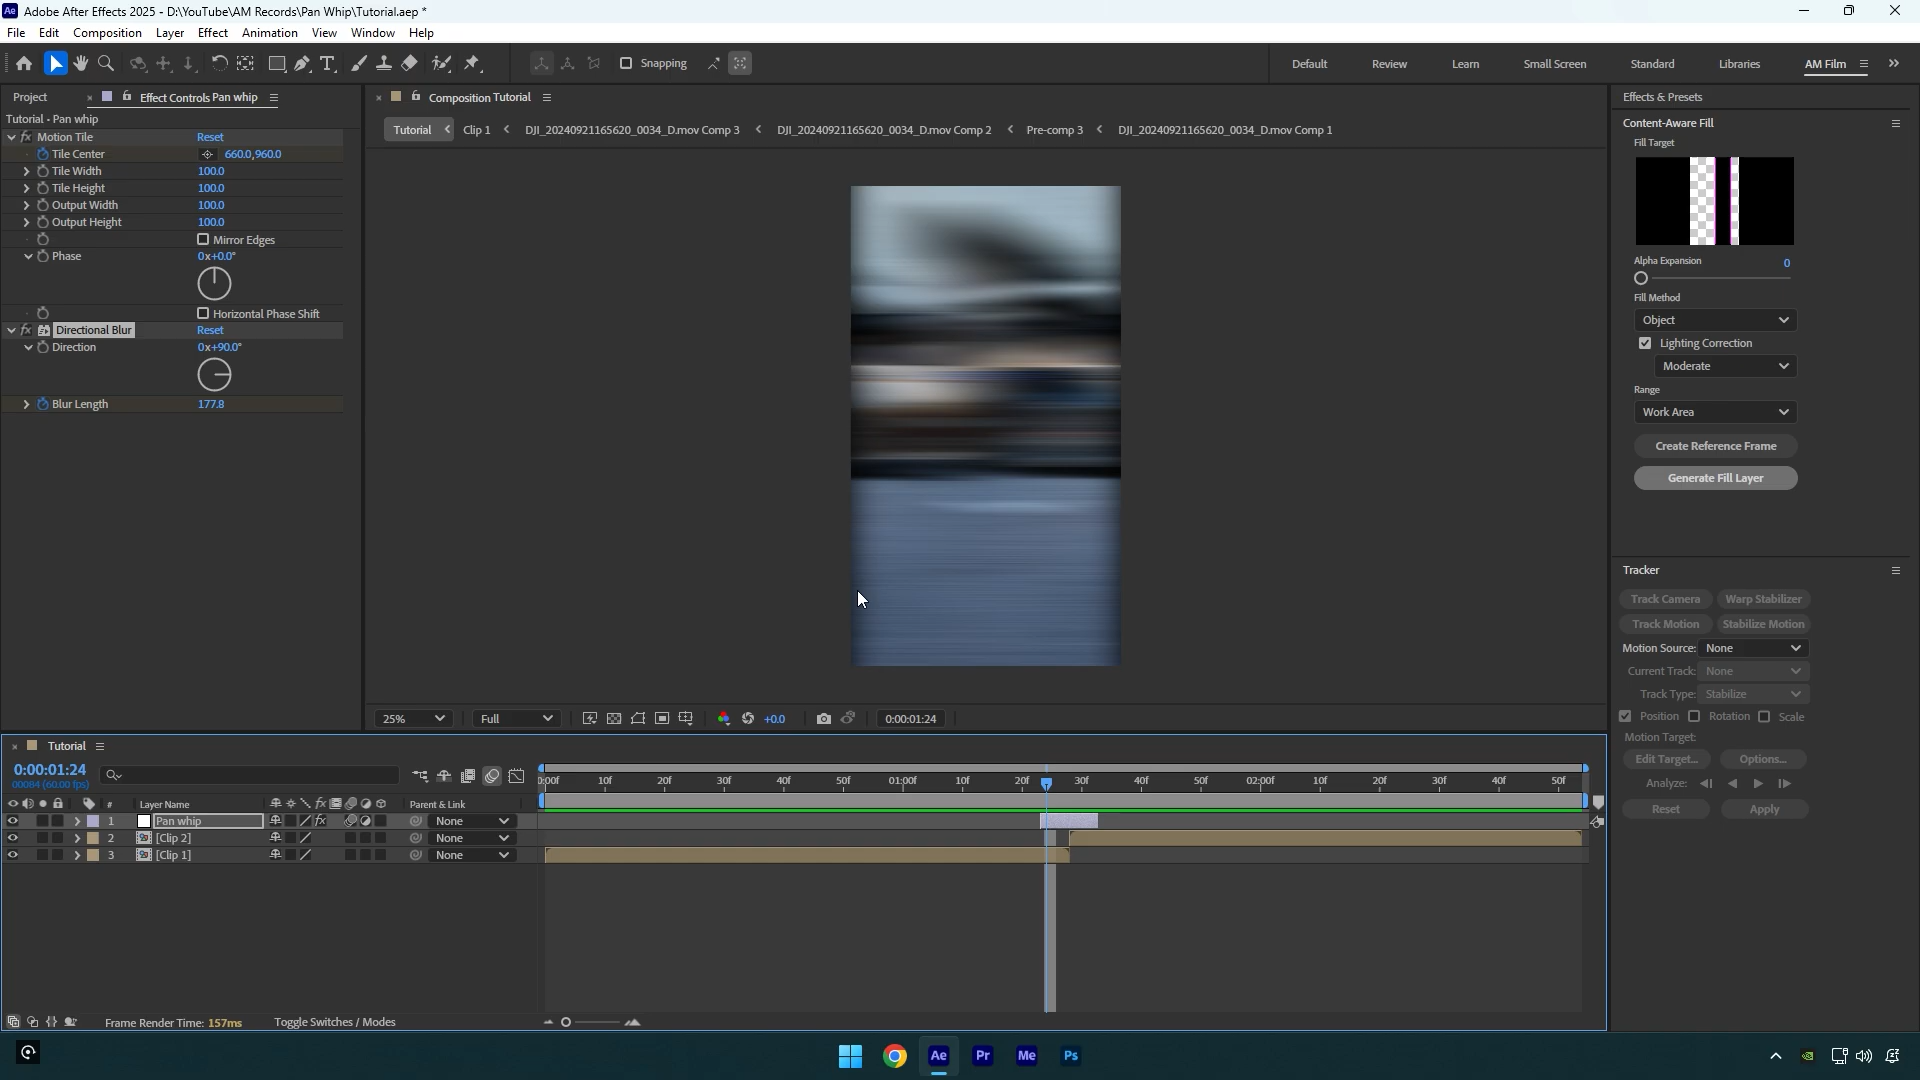 Adobe After Effects 2025 - D:\YouTube\AM Records\Pan Whip\Tutorial.aep *
File Edit Composition Layer Effect Animation View Window Help
Snapping Default Review Learn Small Screen Standard Libraries AM Film
Project Effect Controls Pan whip
Tutorial • Pan whip
Motion Tile Reset
Tile Center 660.0,960.0
Tile Width 100.0
Tile Height 100.0
Output Width 100.0
Output Height 100.0
Mirror Edges
Phase 0x+0.0°
Horizontal Phase Shift
Directional Blur Reset
Direction 0x+90.0°
Blur Length 177.8
Composition Tutorial
Tutorial Clip 1 DJI_20240921165620_0034_D.mov Comp 3 DJI_20240921165620_0034_D.mov Comp 2 Pre-comp 3 DJI_20240921165620_0034_D.mov Comp 1
25% Full +0.0 0:00:01:24
Effects & Presets
Content-Aware Fill
Fill Target
Alpha Expansion 0
Fill Method
Object
Lighting Correction
Moderate
Range
Work Area
Create Reference Frame
Generate Fill Layer
Tracker
Track Camera Warp Stabilizer
Track Motion Stabilize Motion
Motion Source: None
Current Track: None
Track Type: Stabilize
Position Rotation Scale
Motion Target:
Edit Target... Options...
Analyze:
Reset Apply
Tutorial
0:00:01:24
00084 (60.00 fps)
0:00f 10f 20f 30f 40f 50f 01:00f 10f 20f 30f 40f 50f 02:00f 10f 20f 30f 40f 50f
# Layer Name Parent & Link
1 Pan whip None
2 [Clip 2] None
3 [Clip 1] None
Frame Render Time: 157ms Toggle Switches / Modes
Ae Pr Me Ps